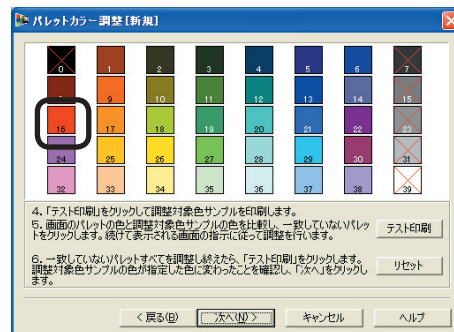 パレットカラー調整[新規]
0 1 2 3 4 5 6 7
9 10 11 12 13 14 15
16 17 18 19 20 21 22 23
24 25 26 27 28 29 30 31
32 33 34 35 36 37 38 39
4.「テスト印刷」をクリックして調整対象色サンプルを印刷します。
5. 画面のパレットの色と調整対象色サンプルの色を比較し、一致していないパレッ
トをクリックします。続けて表示される画面の指示に従って調整を行います。
テスト印刷
6. 一致していないパレットすべてを調整し終えたら、「テスト印刷」をクリックします。
調整対象色サンプルの色が指定した色に変わったことを確認し、「次へ」をクリックし
ます。
リセット
< 戻る(B) 次へ(N) > キャンセル ヘルプ